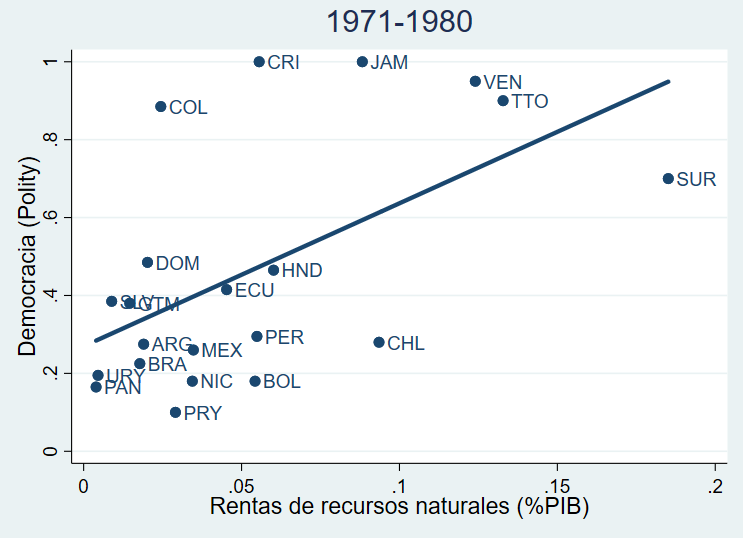 1971-1980
Democracia (Polity)
1
.8
.6
.4
.2
0
CRI
JAM
VEN
TTO
COL
SUR
DOM
HND
ECU
SLV
GTM
PER
CHL
ARG
MEX
BRA
URY
NIC
BOL
PAN
PRY
0 .05 .1 .15 .2
Rentas de recursos naturales (%PIB)